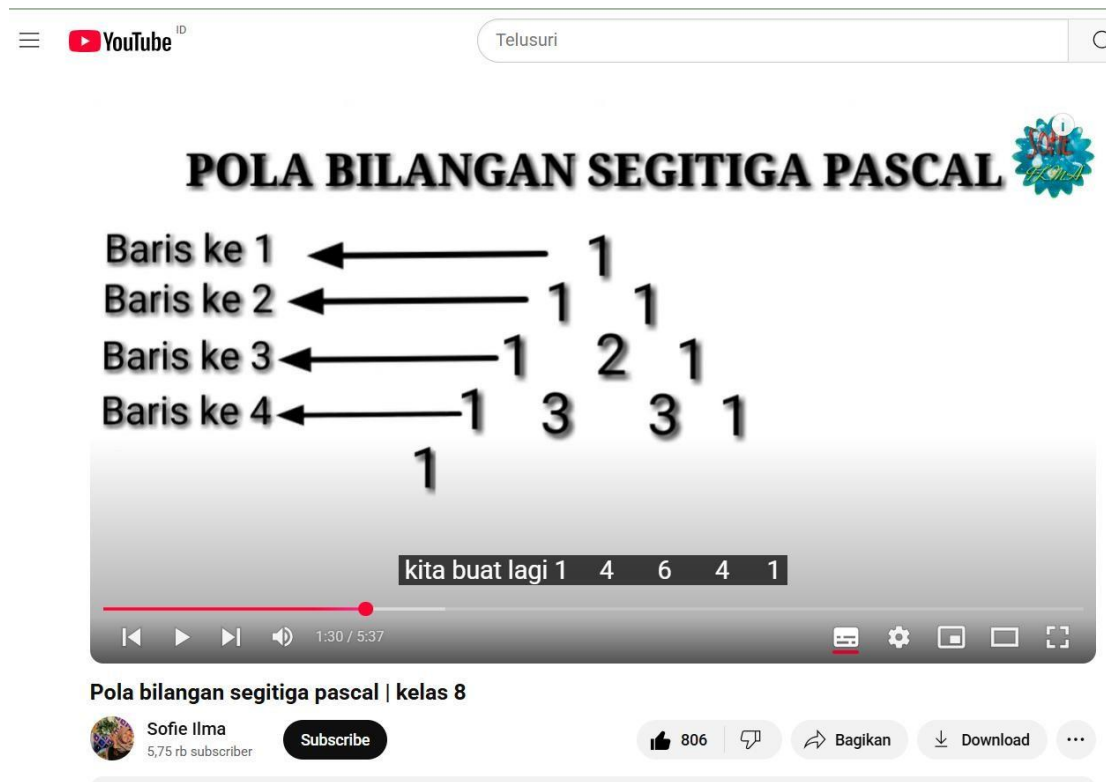 YouTube ID
Telusuri
POLA BILANGAN SEGITIGA PASCAL
SOFIE
ILMA
Baris ke 1 1
Baris ke 2 1 1
Baris ke 3 1 2 1
Baris ke 4 1 3 3 1
1
kita buat lagi 1 4 6 4 1
1:30 / 5:37
Pola bilangan segitiga pascal | kelas 8
Sofie Ilma
5,75 rb subscriber
Subscribe
806
Bagikan
Download